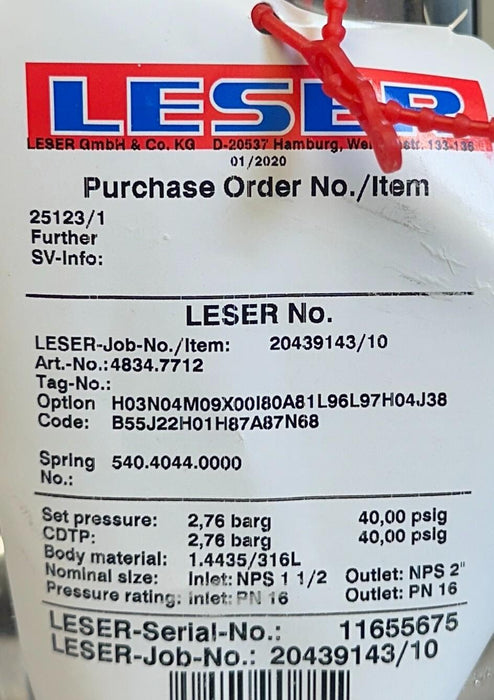 LESER
LESER GmbH & Co. KG D-20537 Hamburg, 133-136
01/2020
Purchase Order No./Item
25123/1
Further
SV-Info:
LESER No.
LESER-Job-No./Item: 20439143/10
Art.-No.:4834.7712
Tag-No.:
Option H03N04M09X00I80A81L96L97H04J38
Code: B55J22H01H87A87N68
Spring 540.4044.0000
No.:
Set pressure: 2,76 barg 40,00 psig
CDTP: 2,76 barg 40,00 psig
Body material: 1.4435/316L
Nominal size: Inlet: NPS 1 1/2 Outlet: NPS 2"
Pressure rating: Inlet: PN 16 Outlet: PN 16
LESER-Serial-No.: 11655675
LESER-Job-No.: 20439143/10